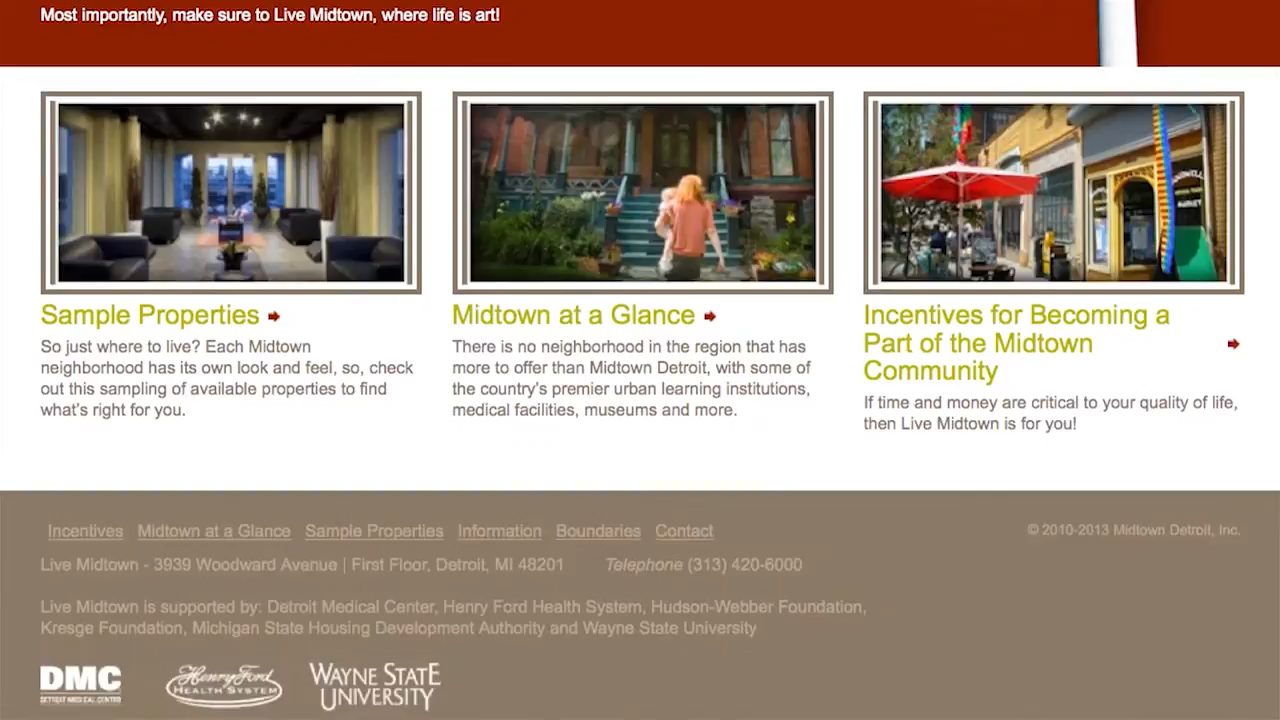 Most importantly, make sure to Live Midtown, where life is art!
Sample Properties
So just where to live? Each Midtown
neighborhood has its own look and feel, so, check
out this sampling of available properties to find
what's right for you.
Midtown at a Glance
There is no neighborhood in the region that has
more to offer than Midtown Detroit, with some of
the country's premier urban learning institutions,
medical facilities, museums and more.
Incentives for Becoming a
Part of the Midtown
Community
If time and money are critical to your quality of life,
then Live Midtown is for you!
Incentives Midtown at a Glance Sample Properties Information Boundaries Contact
© 2010-2013 Midtown Detroit, Inc.
Live Midtown - 3939 Woodward Avenue | First Floor, Detroit, MI 48201 Telephone (313) 420-6000
Live Midtown is supported by: Detroit Medical Center, Henry Ford Health System, Hudson-Webber Foundation,
Kresge Foundation, Michigan State Housing Development Authority and Wayne State University
DMC
DETROIT MEDICAL CENTER
Henry Ford
HEALTH SYSTEM
WAYNE STATE
UNIVERSITY